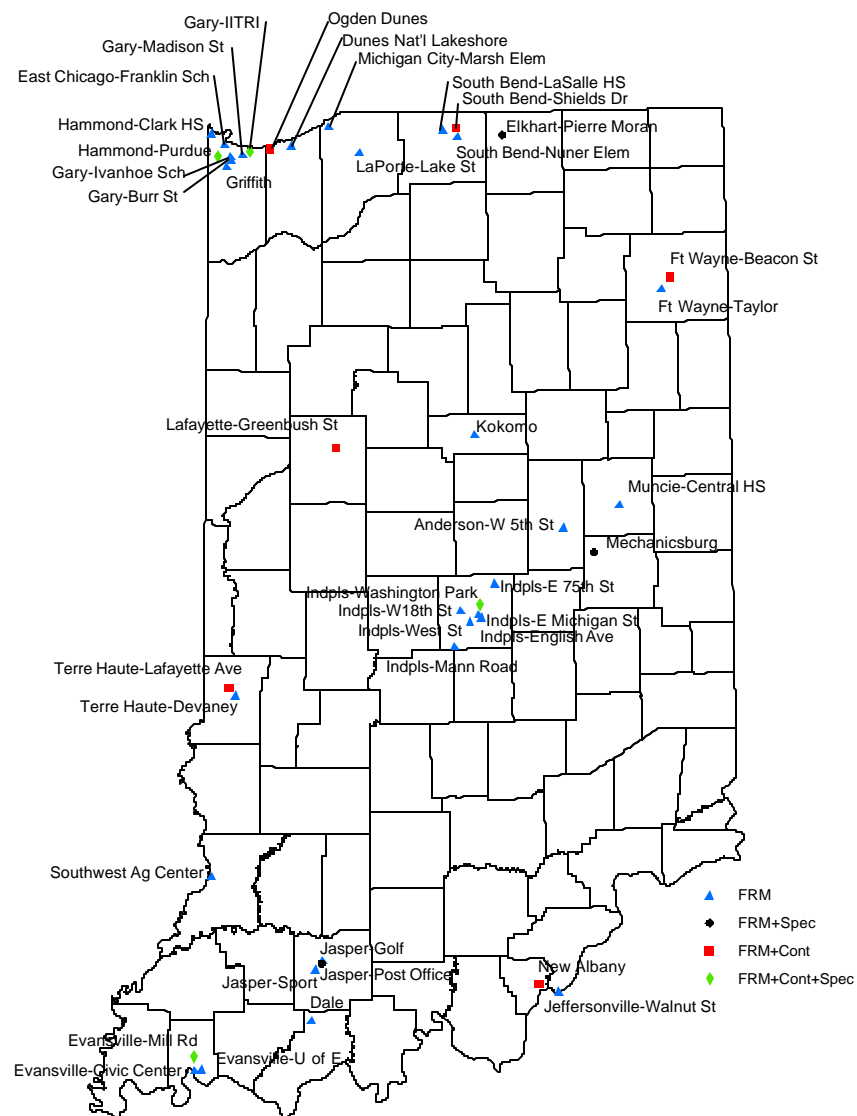 Gary-IITRI
Ogden Dunes
Gary-Madison St
Dunes Nat'l Lakeshore
Michigan City-Marsh Elem
East Chicago-Franklin Sch
South Bend-LaSalle HS
South Bend-Shields Dr
Hammond-Clark HS
Elkhart-Pierre Moran
Hammond-Purdue
South Bend-Nuner Elem
LaPorte-Lake St
Gary-Ivanhoe Sch
Griffith
Gary-Burr St
Ft Wayne-Beacon St
Ft Wayne-Taylor
Lafayette-Greenbush St
Kokomo
Muncie-Central HS
Anderson-W 5th St
Mechanicsburg
Indpls-E 75th St
Indpls-Washington Park
Indpls-W18th St
Indpls-E Michigan St
Indpls-West St
Indpls-English Ave
Indpls-Mann Road
Terre Haute-Lafayette Ave
Terre Haute-Devaney
Southwest Ag Center
FRM
FRM+Spec
FRM+Cont
FRM+Cont+Spec
Jasper-Golf
New Albany
Jasper-Post Office
Jasper-Sport
Dale
Jeffersonville-Walnut St
Evansville-Mill Rd
Evansville-U of E
Evansville-Civic Center